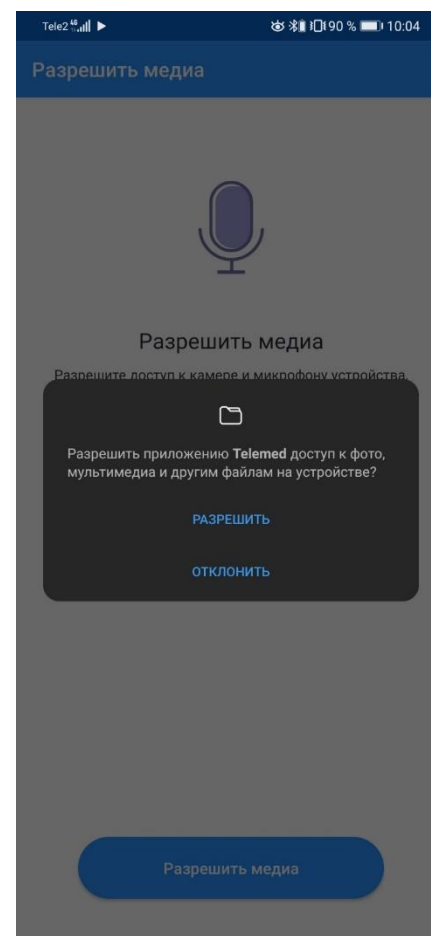 Tele2 46 90 % 10:04
Разрешить медиа
Разрешить медиа
Разрешите доступ к камере и микрофону устройства.
Разрешить приложению Telemed доступ к фото,
мультимедиа и другим файлам на устройстве?
РАЗРЕШИТЬ
ОТКЛОНИТЬ
Разрешить медиа